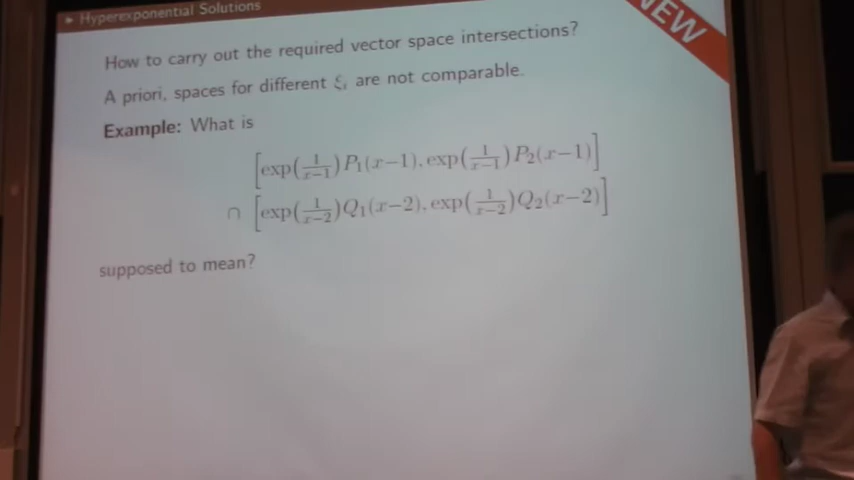 ▸ Hyperexponential Solutions
NEW
How to carry out the required vector space intersections?
A priori, spaces for different ξᵢ are not comparable.
Example: What is
[exp(1/(x−1))P₁(x−1), exp(1/(x−1))P₂(x−1)]
∩ [exp(1/(x−2))Q₁(x−2), exp(1/(x−2))Q₂(x−2)]
supposed to mean?